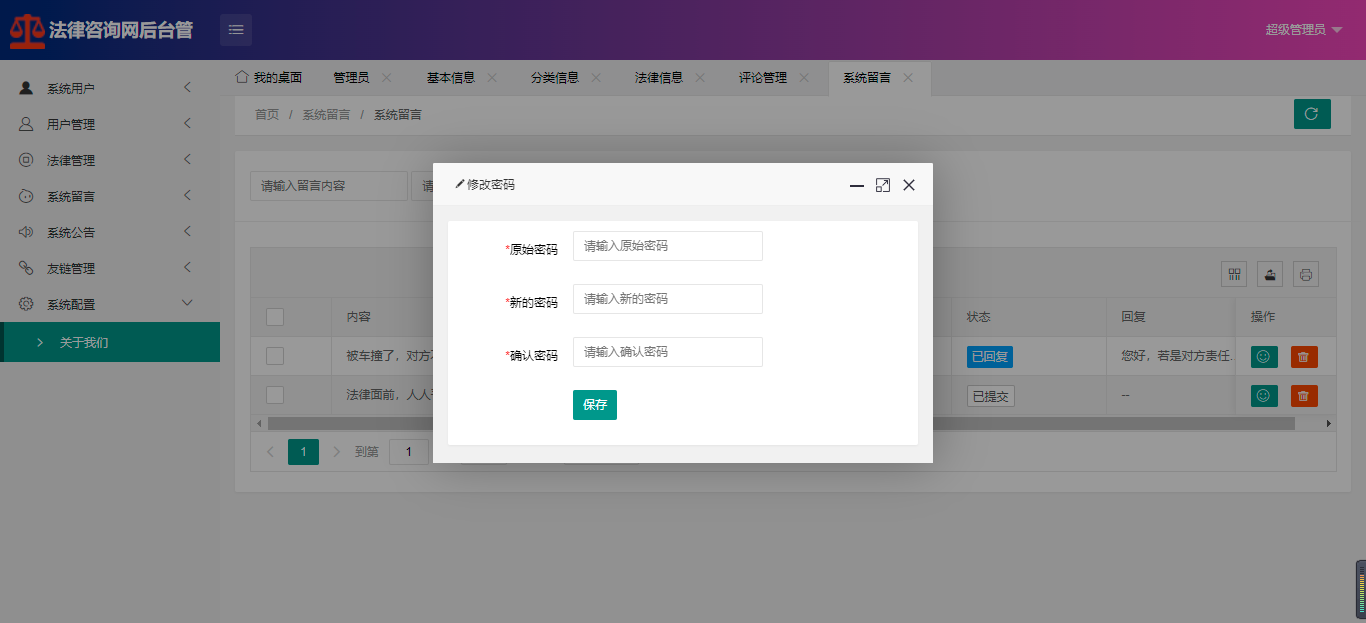 法律咨询网后台管
超级管理员
系统用户
用户管理
法律管理
系统留言
系统公告
友链管理
系统配置
关于我们
我的桌面 管理员 基本信息 分类信息 法律信息 评论管理 系统留言
首页 / 系统留言 / 系统留言
请输入留言内容 请
修改密码
*原始密码 请输入原始密码
*新的密码 请输入新的密码
*确认密码 请输入确认密码
保存
内容 状态 回复 操作
被车撞了，对方 已回复 您好，若是对方责任..
法律面前，人人 已提交 --
1 到第 1